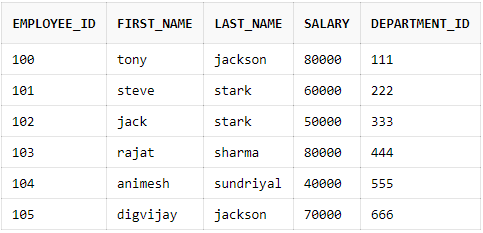 EMPLOYEE_ID FIRST_NAME LAST_NAME SALARY DEPARTMENT_ID
100 tony jackson 80000 111
101 steve stark 60000 222
102 jack stark 50000 333
103 rajat sharma 80000 444
104 animesh sundriyal 40000 555
105 digvijay jackson 70000 666